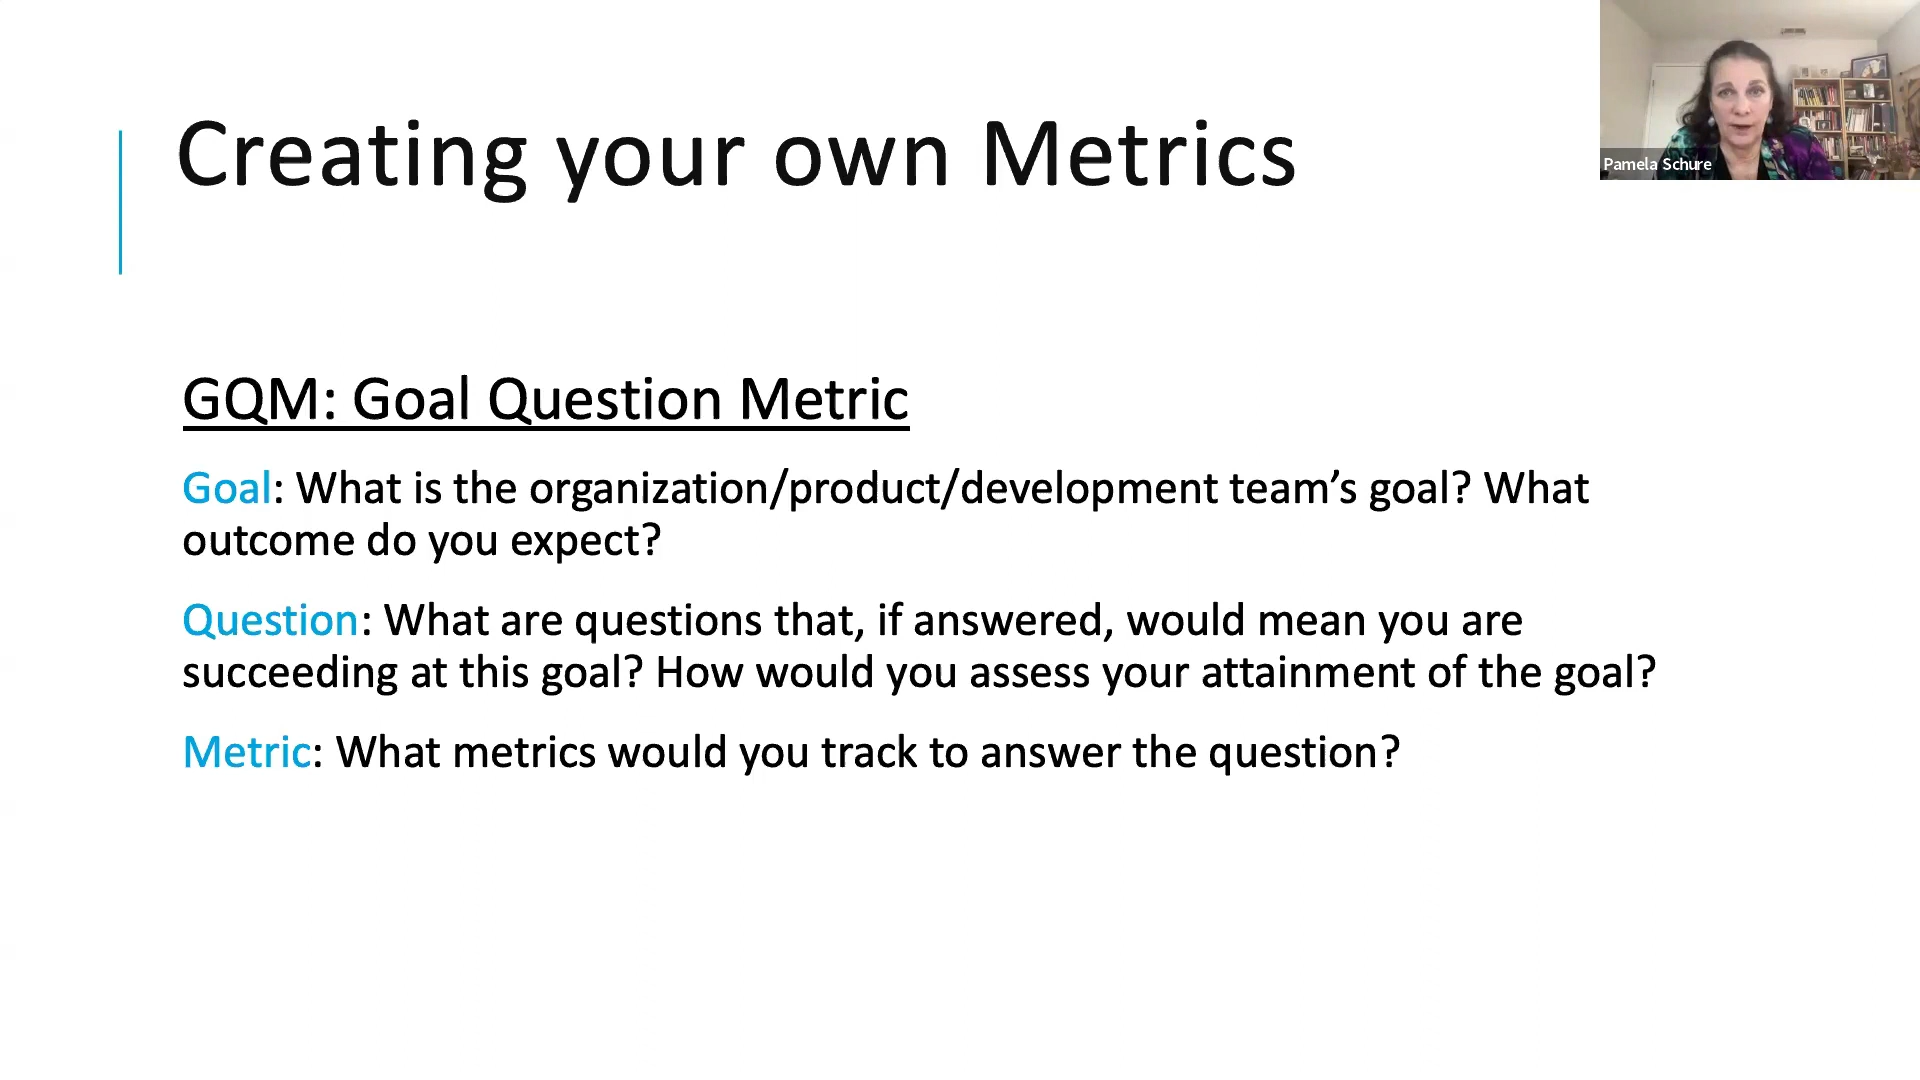 Creating your own Metrics
Pamela Schure
GQM: Goal Question Metric
Goal: What is the organization/product/development team’s goal? What
outcome do you expect?
Question: What are questions that, if answered, would mean you are
succeeding at this goal? How would you assess your attainment of the goal?
Metric: What metrics would you track to answer the question?